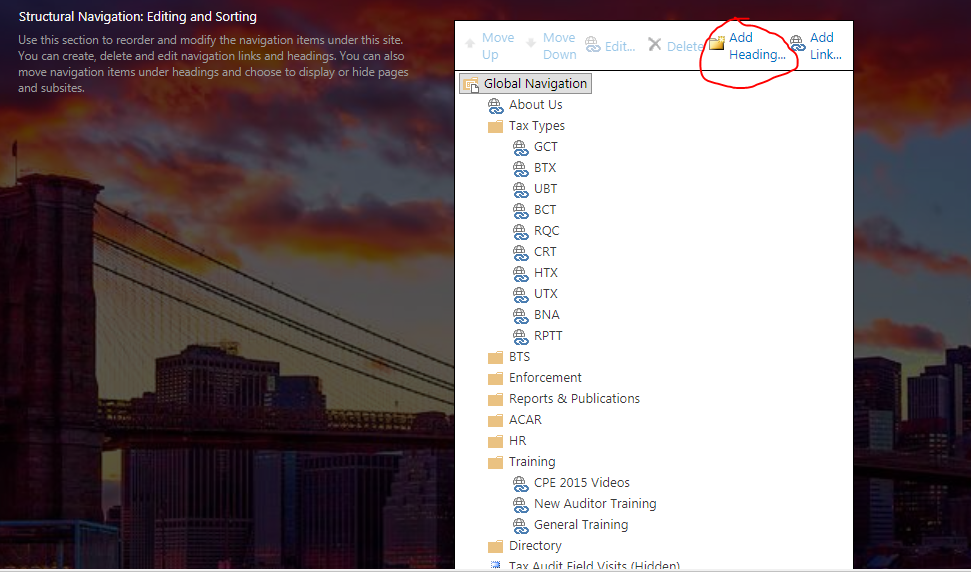 Structural Navigation: Editing and Sorting
Use this section to reorder and modify the navigation items under this site.
You can create, delete and edit navigation links and headings. You can also
move navigation items under headings and choose to display or hide pages
and subsites.
Move Up
Move Down
Edit...
Delete
Add Heading...
Add Link...
Global Navigation
About Us
Tax Types
GCT
BTX
UBT
BCT
RQC
CRT
HTX
UTX
BNA
RPTT
BTS
Enforcement
Reports & Publications
ACAR
HR
Training
CPE 2015 Videos
New Auditor Training
General Training
Directory
Tax Audit Field Visits (Hidden)